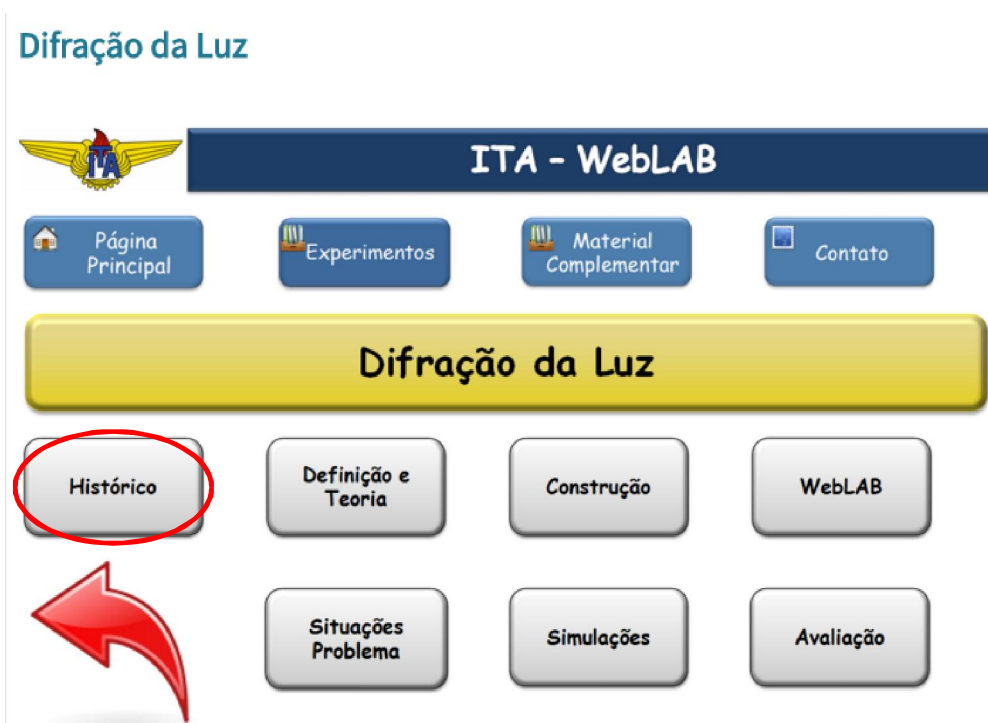 Difração da Luz
ITA
ITA - WebLAB
Página
Principal
Experimentos
Material
Complementar
Contato
Difração da Luz
Histórico
Definição e
Teoria
Construção
WebLAB
Situações
Problema
Simulações
Avaliação